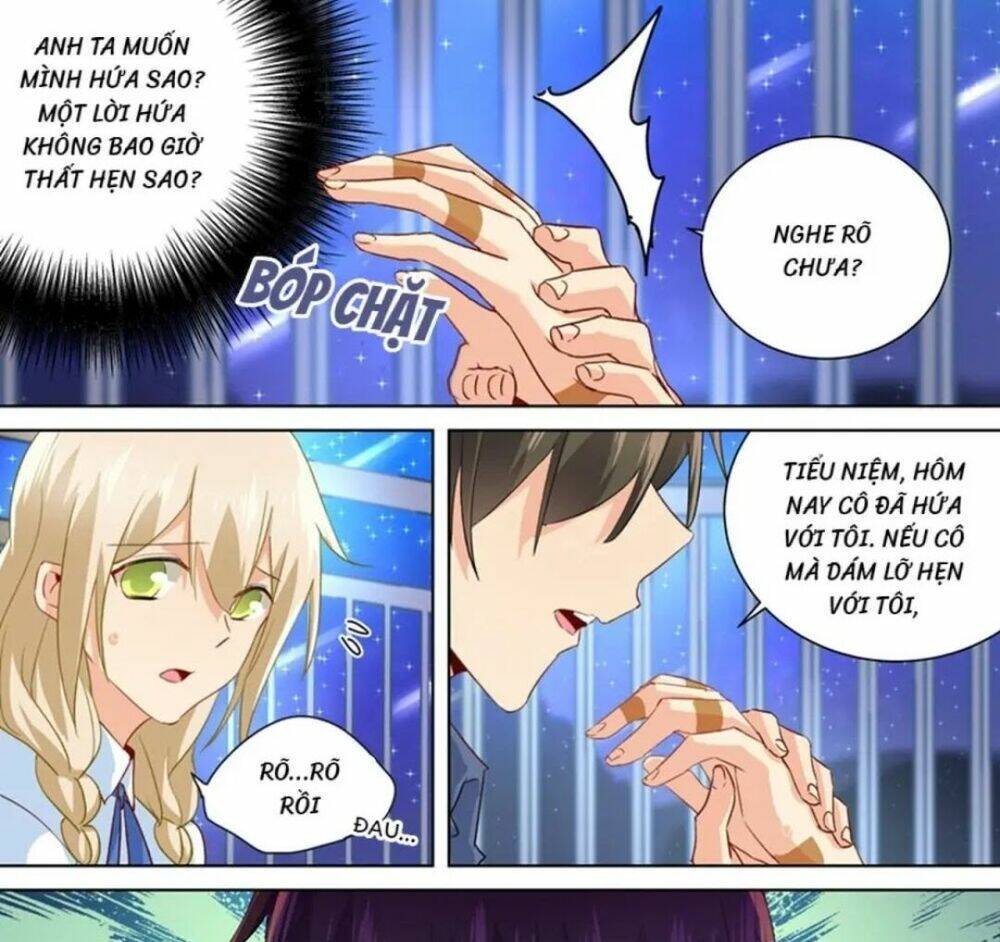 ANH TA MUỐN
MÌNH HỨA SAO?
MỘT LỜI HỨA
KHÔNG BAO GIỜ
THẤT HẸN SAO?
BÓP CHẶT
NGHE RÕ
CHƯA?
RÕ...RÕ
RỒI
ĐAU...
TIỂU NIỆM, HÔM
NAY CÔ ĐÃ HỨA
VỚI TÔI. NẾU CÔ
MÀ DÁM LỠ HẸN
VỚI TÔI,